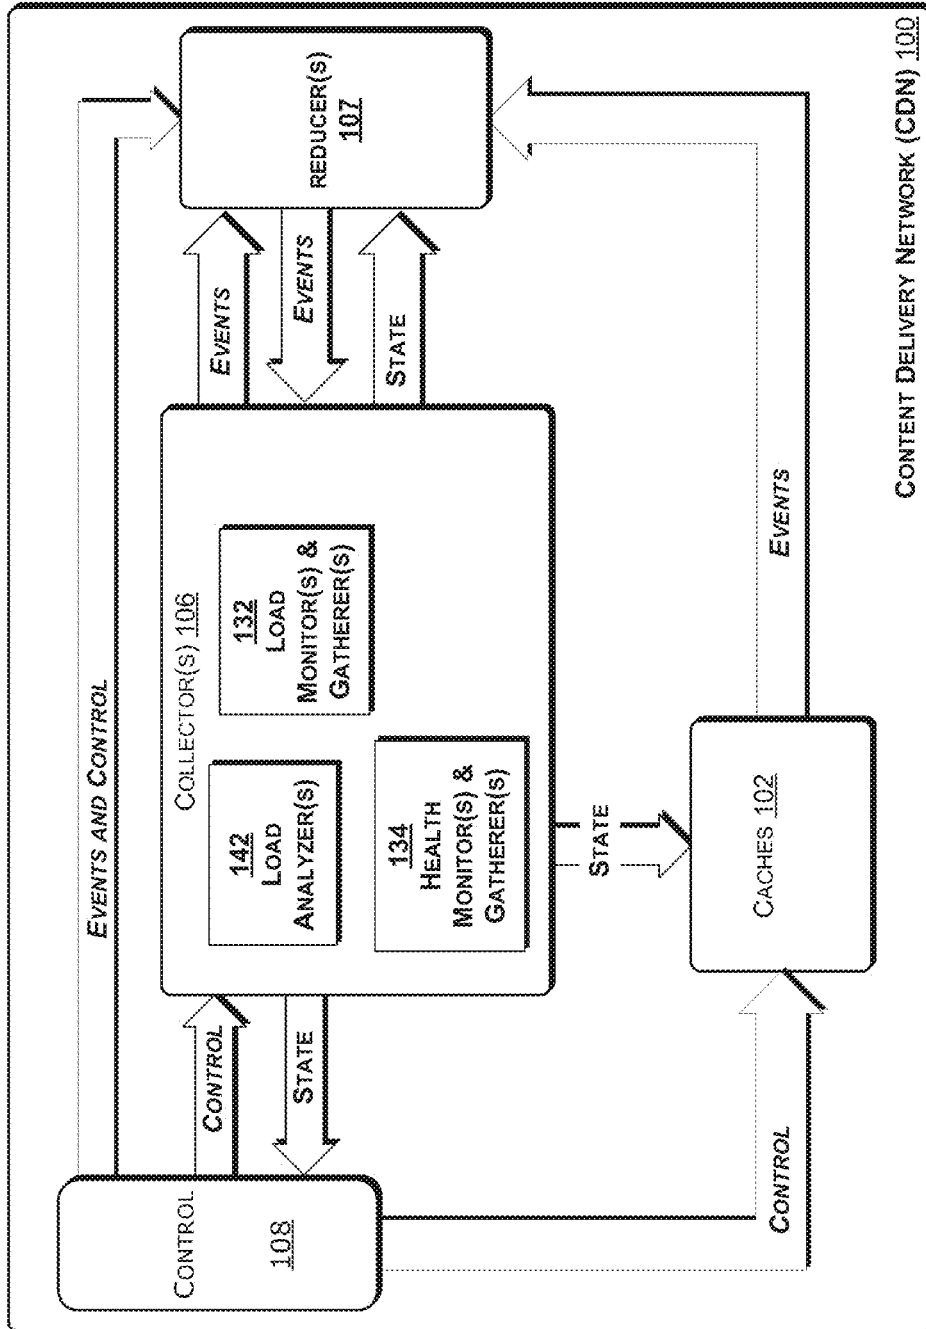 EVENTS AND CONTROL
CONTROL
108
CONTROL
STATE
COLLECTOR(S) 106
142
LOAD
ANALYZER(S)
132
LOAD
MONITOR(S) &
GATHERER(S)
134
HEALTH
MONITOR(S) &
GATHERER(S)
EVENTS
EVENTS
STATE
REDUCER(S)
107
STATE
CACHES 102
CONTROL
EVENTS
CONTENT DELIVERY NETWORK (CDN) 100